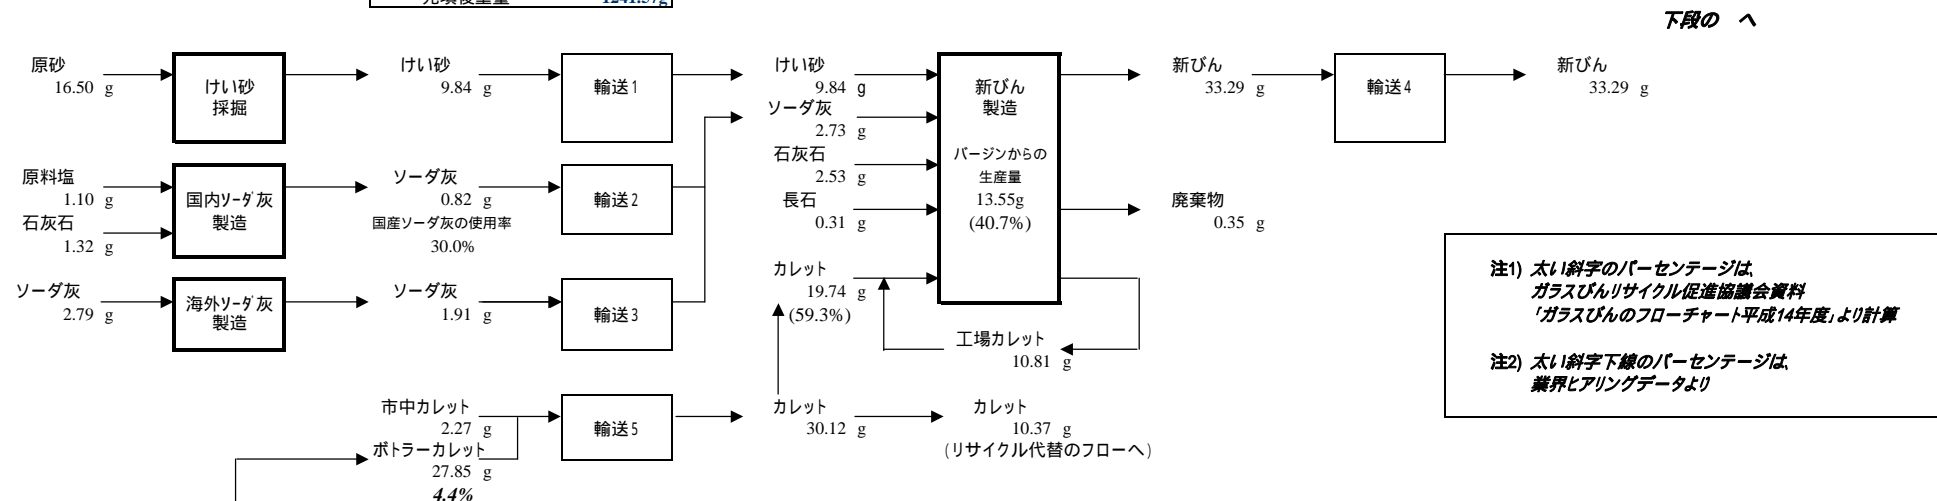 1241.57g
下段の へ
原砂
16.50 g
けい砂
採掘
けい砂
9.84 g
輸送1
けい砂
9.84 g
新びん
製造
新びん
33.29 g
輸送4
新びん
33.29 g
ソーダ灰
2.73 g
バージンからの
生産量
13.55g
(40.7%)
石灰石
2.53 g
長石
0.31 g
廃棄物
0.35 g
原料塩
1.10 g
石灰石
1.32 g
国内ソーダ灰
製造
ソーダ灰
0.82 g
国産ソーダ灰の使用率
30.0%
輸送2
カレット
19.74 g
(59.3%)
ソーダ灰
2.79 g
海外ソーダ灰
製造
ソーダ灰
1.91 g
輸送3
工場カレット
10.81 g
注1) 太い斜字のパーセンテージは、
ガラスびんリサイクル促進協議会資料
「ガラスびんのフローチャート平成14年度」より計算
注2) 太い斜字下線のパーセンテージは、
業界ヒアリングデータより
市中カレット
2.27 g
ボトラーカレット
27.85 g
4.4%
輸送5
カレット
30.12 g
カレット
10.37 g
(リサイクル代替のフローへ)